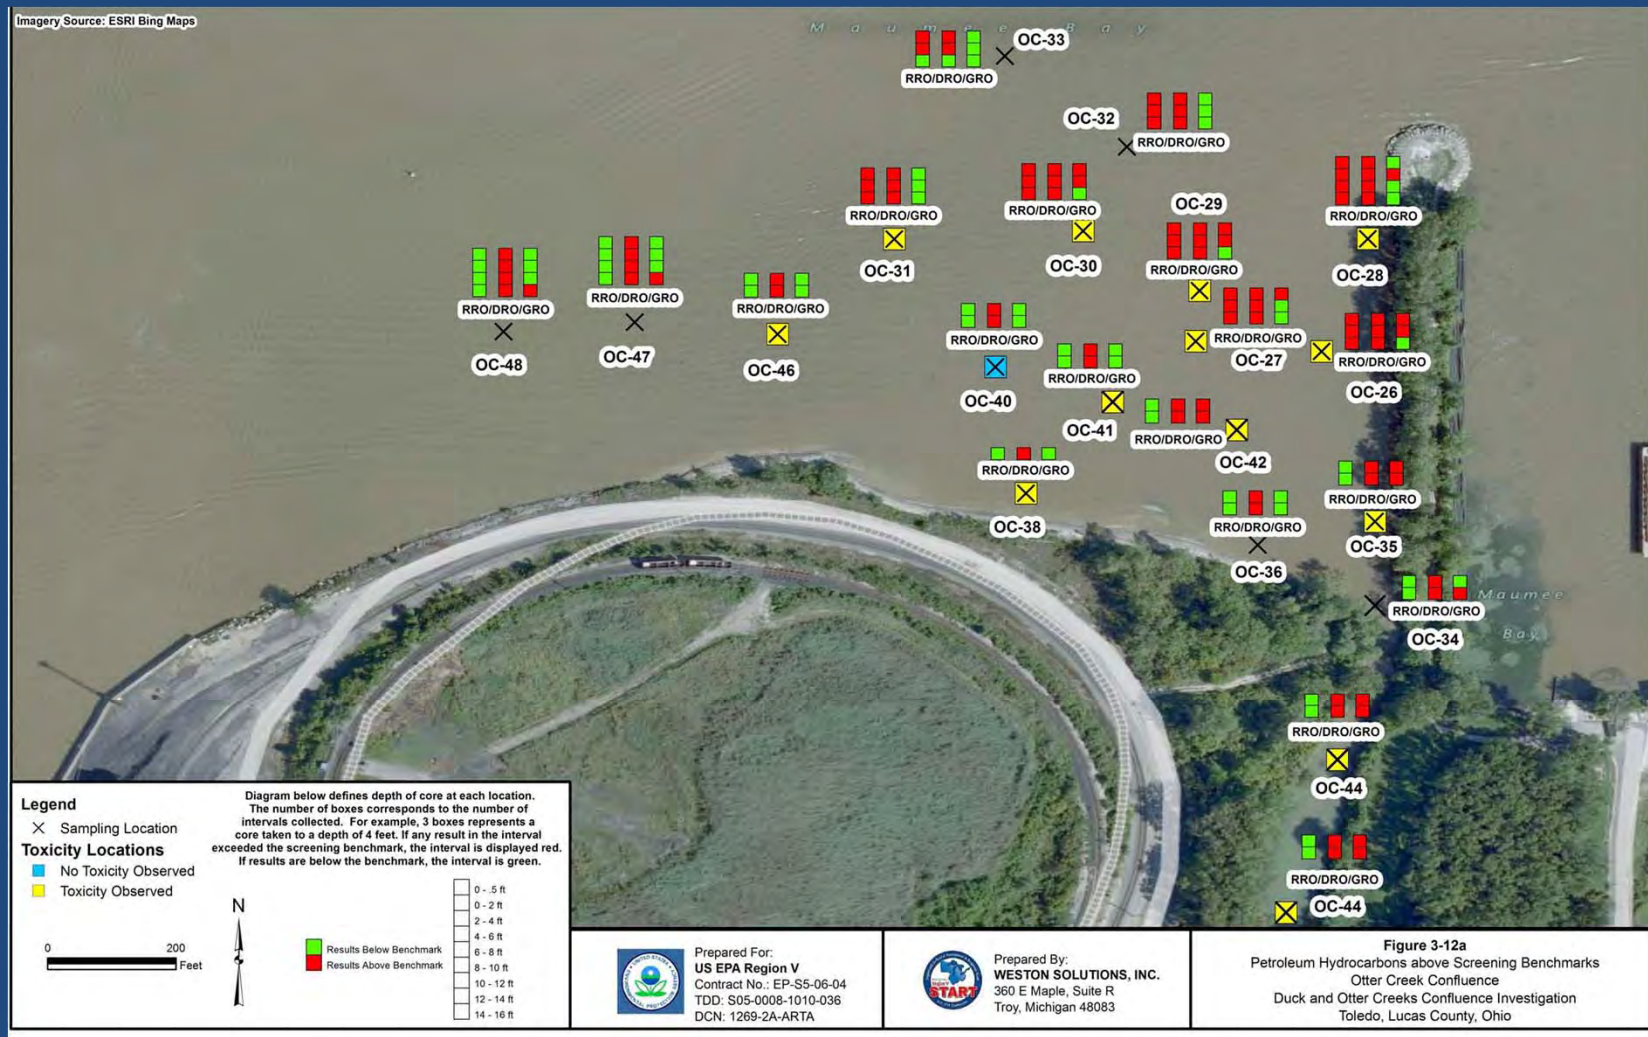 Imagery Source: ESRI Bing Maps
Maumee Bay
OC-33
RRO/DRO/GRO
OC-32
RRO/DRO/GRO
RRO/DRO/GRO
OC-31
RRO/DRO/GRO
OC-30
OC-29
RRO/DRO/GRO
RRO/DRO/GRO
OC-28
RRO/DRO/GRO
OC-48
RRO/DRO/GRO
OC-47
RRO/DRO/GRO
OC-46
RRO/DRO/GRO
OC-40
RRO/DRO/GRO
OC-41
RRO/DRO/GRO
OC-27
RRO/DRO/GRO
OC-26
RRO/DRO/GRO
OC-42
RRO/DRO/GRO
OC-38
RRO/DRO/GRO
OC-36
RRO/DRO/GRO
OC-35
RRO/DRO/GRO
OC-34
Maumee
Bay
RRO/DRO/GRO
OC-44
RRO/DRO/GRO
OC-44
Legend
Sampling Location
Toxicity Locations
No Toxicity Observed
Toxicity Observed
0 200
Feet
N
Diagram below defines depth of core at each location.
The number of boxes corresponds to the number of
intervals collected. For example, 3 boxes represents a
core taken to a depth of 4 feet. If any result in the interval
exceeded the screening benchmark, the interval is displayed red.
If results are below the benchmark, the interval is green.
Results Below Benchmark
Results Above Benchmark
0 - .5 ft
0 - 2 ft
2 - 4 ft
4 - 6 ft
6 - 8 ft
8 - 10 ft
10 - 12 ft
12 - 14 ft
14 - 16 ft
Prepared For:
US EPA Region V
Contract No.: EP-S5-06-04
TDD: S05-0008-1010-036
DCN: 1269-2A-ARTA
START
Prepared By:
WESTON SOLUTIONS, INC.
360 E Maple, Suite R
Troy, Michigan 48083
Figure 3-12a
Petroleum Hydrocarbons above Screening Benchmarks
Otter Creek Confluence
Duck and Otter Creeks Confluence Investigation
Toledo, Lucas County, Ohio